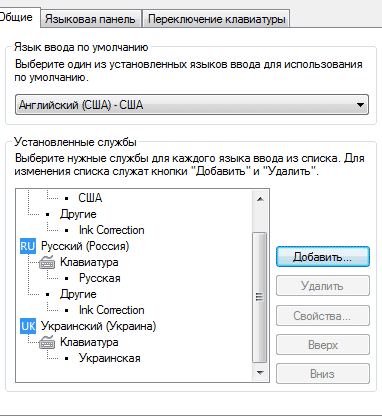 Общие Языковая панель Переключение клавиатуры
Язык ввода по умолчанию
Выберите один из установленных языков ввода для использования
по умолчанию.
Английский (США) - США
Установленные службы
Выберите нужные службы для каждого языка ввода из списка. Для
изменения списка служат кнопки "Добавить" и "Удалить".
США
Другие
Ink Correction
RU Русский (Россия)
Клавиатура
Русская
Другие
Ink Correction
UK Украинский (Украина)
Клавиатура
Украинская
Добавить...
Удалить
Свойства...
Вверх
Вниз